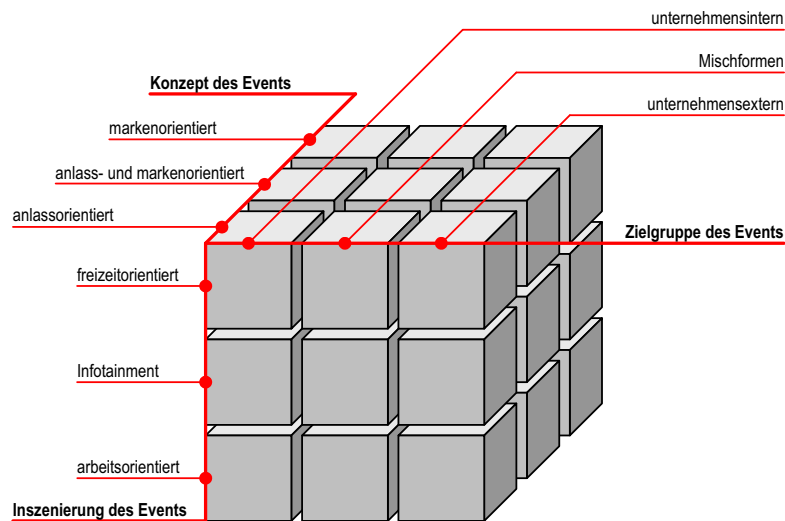 unternehmensintern
Mischformen
Konzept des Events
unternehmensextern
markenorientiert
anlass- und markenorientiert
anlassorientiert
Zielgruppe des Events
freizeitorientiert
Infotainment
arbeitsorientiert
Inszenierung des Events